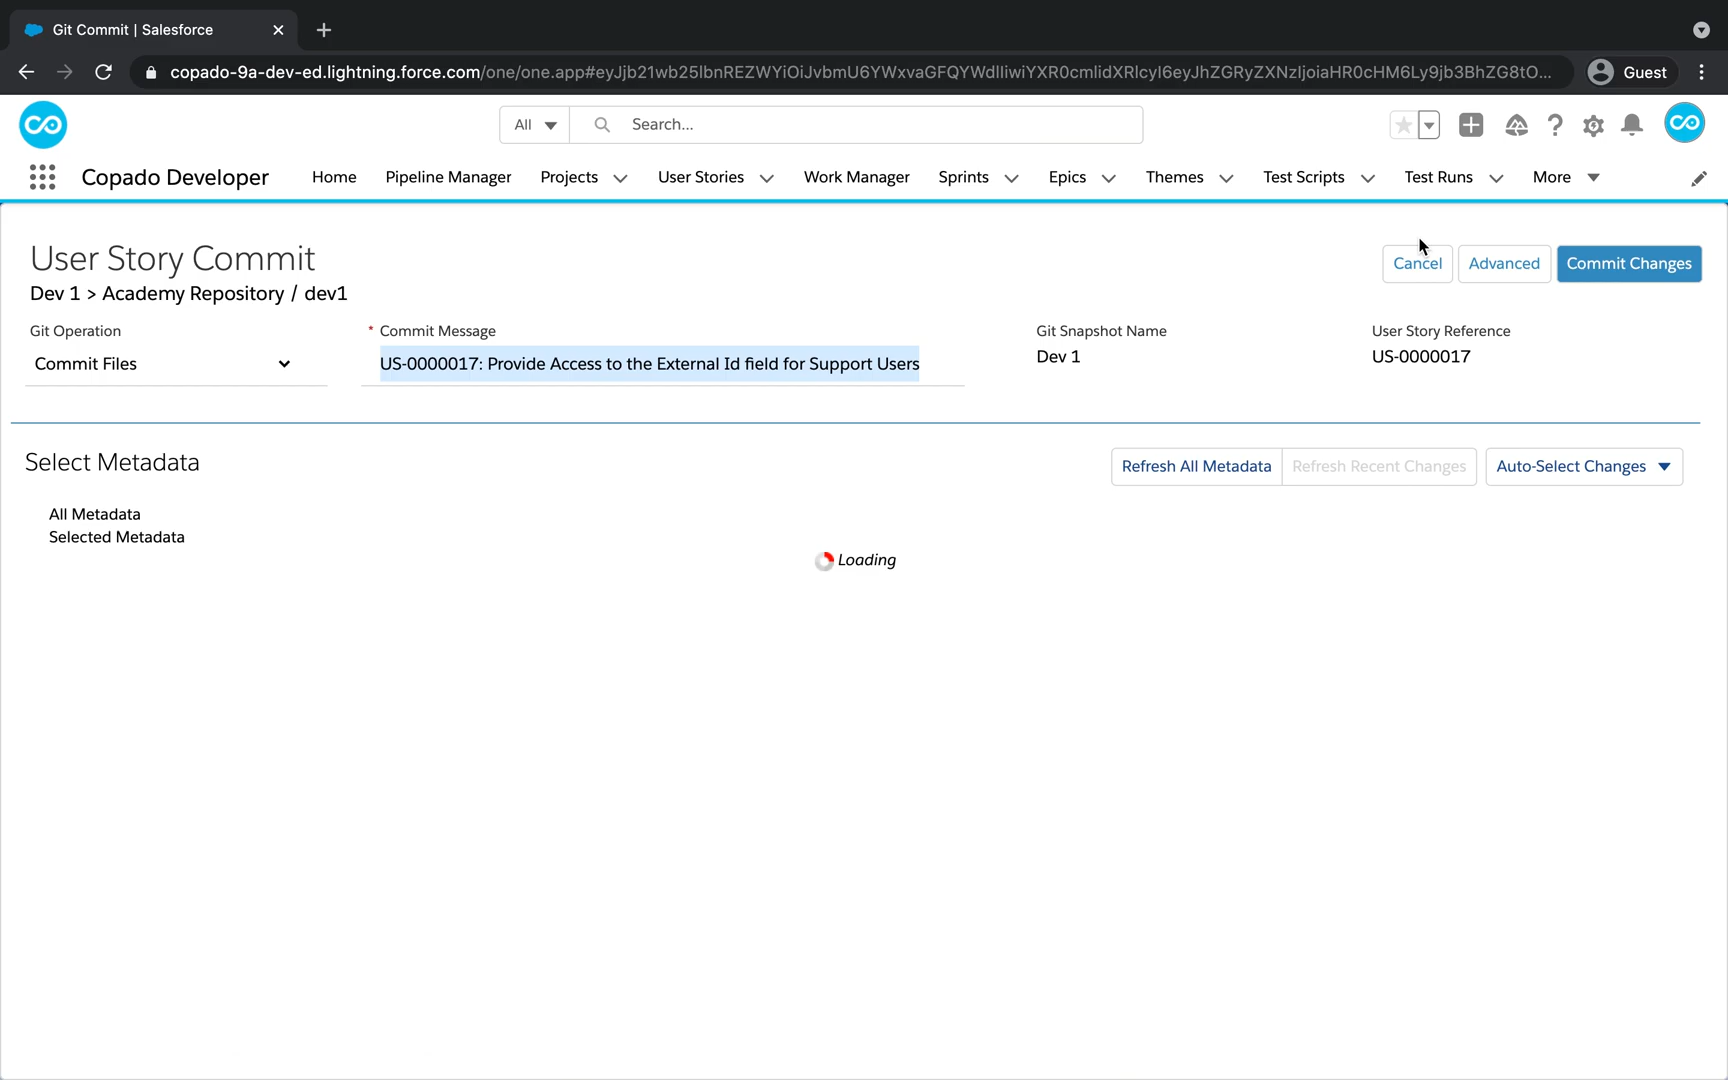 Git Commit | Salesforce
copado-9a-dev-ed.lightning.force.com/one/one.app#eyJjb21wb25lbnREZWYiOiJvbmU6YWxvaGFQYWdlIiwiYXR0cmlidXRlcyI6eyJhZGRyZXNzIjoiaHR0cHM6Ly9jb3BhZG8tO...
Guest
All
Search...
Copado Developer
Home
Pipeline Manager
Projects
User Stories
Work Manager
Sprints
Epics
Themes
Test Scripts
Test Runs
More
User Story Commit
Cancel
Advanced
Commit Changes
Dev 1 > Academy Repository / dev1
Git Operation
* Commit Message
Git Snapshot Name
User Story Reference
Commit Files
US-0000017: Provide Access to the External Id field for Support Users
Dev 1
US-0000017
Select Metadata
Refresh All Metadata
Refresh Recent Changes
Auto-Select Changes
All Metadata
Selected Metadata
Loading